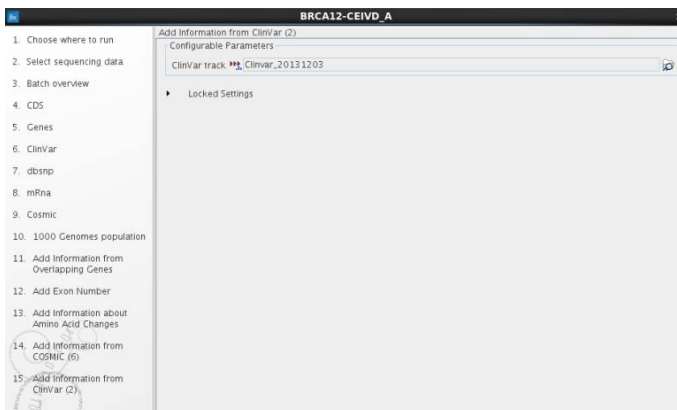 BRCA12-CEIVD_A
1. Choose where to run
2. Select sequencing data
3. Batch overview
4. CDS
5. Genes
6. ClinVar
7. dbsnp
8. mRna
9. Cosmic
10. 1000 Genomes population
11. Add Information from
Overlapping Genes
12. Add Exon Number
13. Add Information about
Amino Acid Changes
14. Add Information from
COSMIC (6)
15. Add Information from
ClinVar (2)
Add Information from ClinVar (2)
Configurable Parameters
ClinVar track Clinvar_20131203
Locked Settings